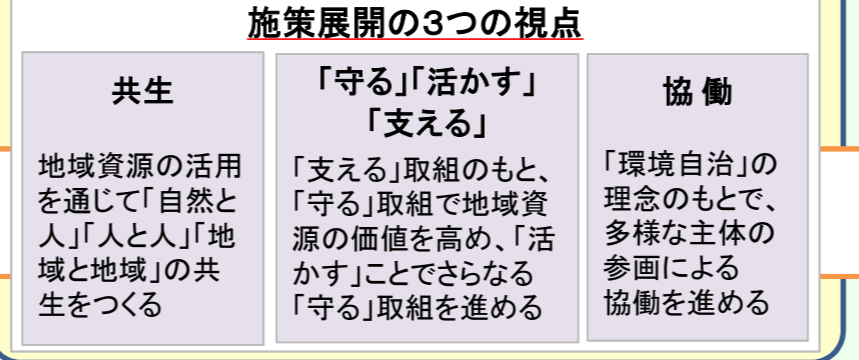 施策展開の3つの視点
共生
地域資源の活用
を通じて「自然と
人」「人と人」「地
域と地域」の共
生をつくる
「守る」「活かす」
「支える」
「支える」取組のもと、
「守る」取組で地域資
源の価値を高め、「活
かす」ことでさらなる
「守る」取組を進める
協 働
「環境自治」の
理念のもとで、
多様な主体の
参画による
協働を進める